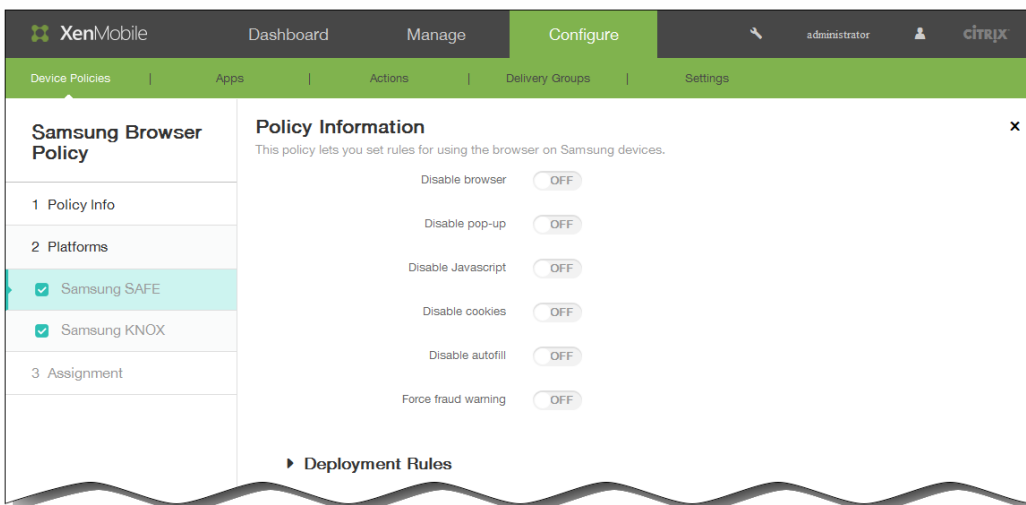 XenMobile Dashboard Manage Configure administrator CİTRIX
Device Policies | Apps | Actions | Delivery Groups | Settings
Samsung Browser
Policy
1 Policy Info
2 Platforms
Samsung SAFE
Samsung KNOX
3 Assignment
Policy Information
This policy lets you set rules for using the browser on Samsung devices.
Disable browser OFF
Disable pop-up OFF
Disable Javascript OFF
Disable cookies OFF
Disable autofill OFF
Force fraud warning OFF
Deployment Rules